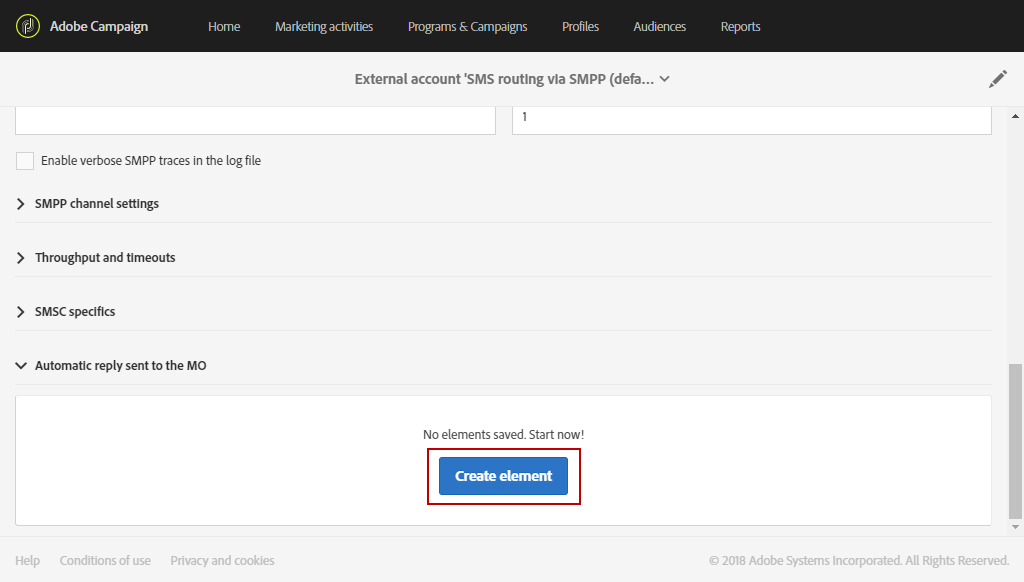 Adobe Campaign
Home
Marketing activities
Programs & Campaigns
Profiles
Audiences
Reports
External account 'SMS routing via SMPP (defa...
1
Enable verbose SMPP traces in the log file
SMPP channel settings
Throughput and timeouts
SMSC specifics
Automatic reply sent to the MO
No elements saved. Start now!
Create element
Help
Conditions of use
Privacy and cookies
© 2018 Adobe Systems Incorporated. All Rights Reserved.